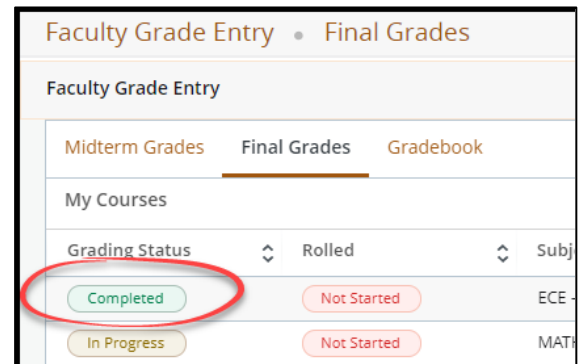 Faculty Grade Entry • Final Grades
Faculty Grade Entry
Midterm Grades Final Grades Gradebook
My Courses
Grading Status Rolled
Completed Not Started ECE -
In Progress Not Started